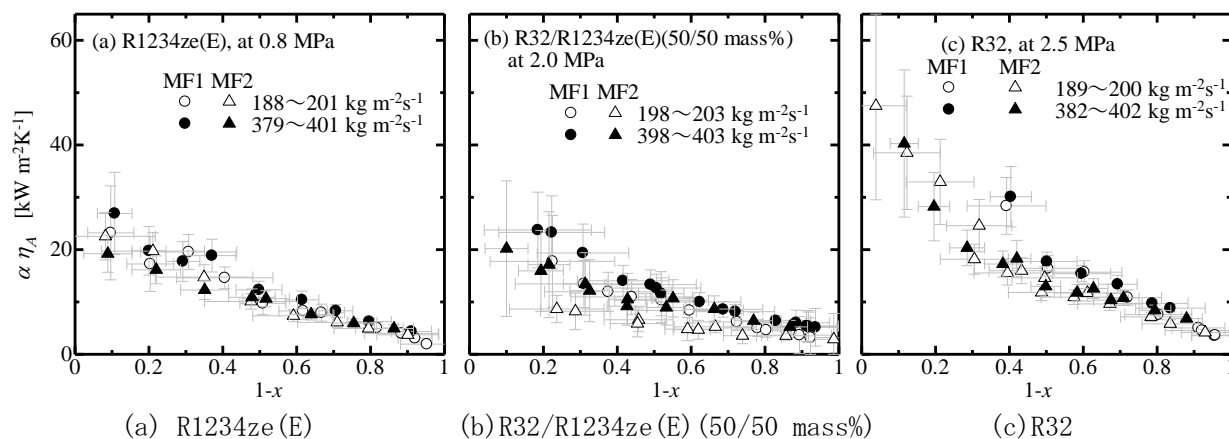 (a) R1234ze(E), at 0.8 MPa
MF1 MF2
188～201 kg m-2s-1
379～401 kg m-2s-1
(b) R32/R1234ze(E)(50/50 mass%)
at 2.0 MPa
MF1 MF2
198～203 kg m-2s-1
398～403 kg m-2s-1
(c) R32, at 2.5 MPa
MF1 MF2
189～200 kg m-2s-1
382～402 kg m-2s-1
60
40
20
0
α ηA [kW m-2K-1]
0 0.2 0.4 0.6 0.8 1
0 0.2 0.4 0.6 0.8 1
0 0.2 0.4 0.6 0.8 1
1-x
1-x
1-x
(a) R1234ze(E)
(b) R32/R1234ze(E)(50/50 mass%)
(c) R32